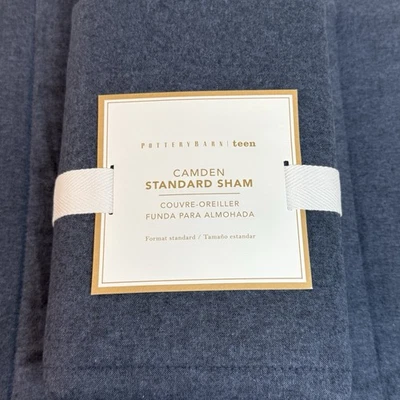 POTTERYBARN | teen
CAMDEN
STANDARD SHAM
COUVRE-OREILLER
FUNDA PARA ALMOHADA
Format standard / Tamaño estandar